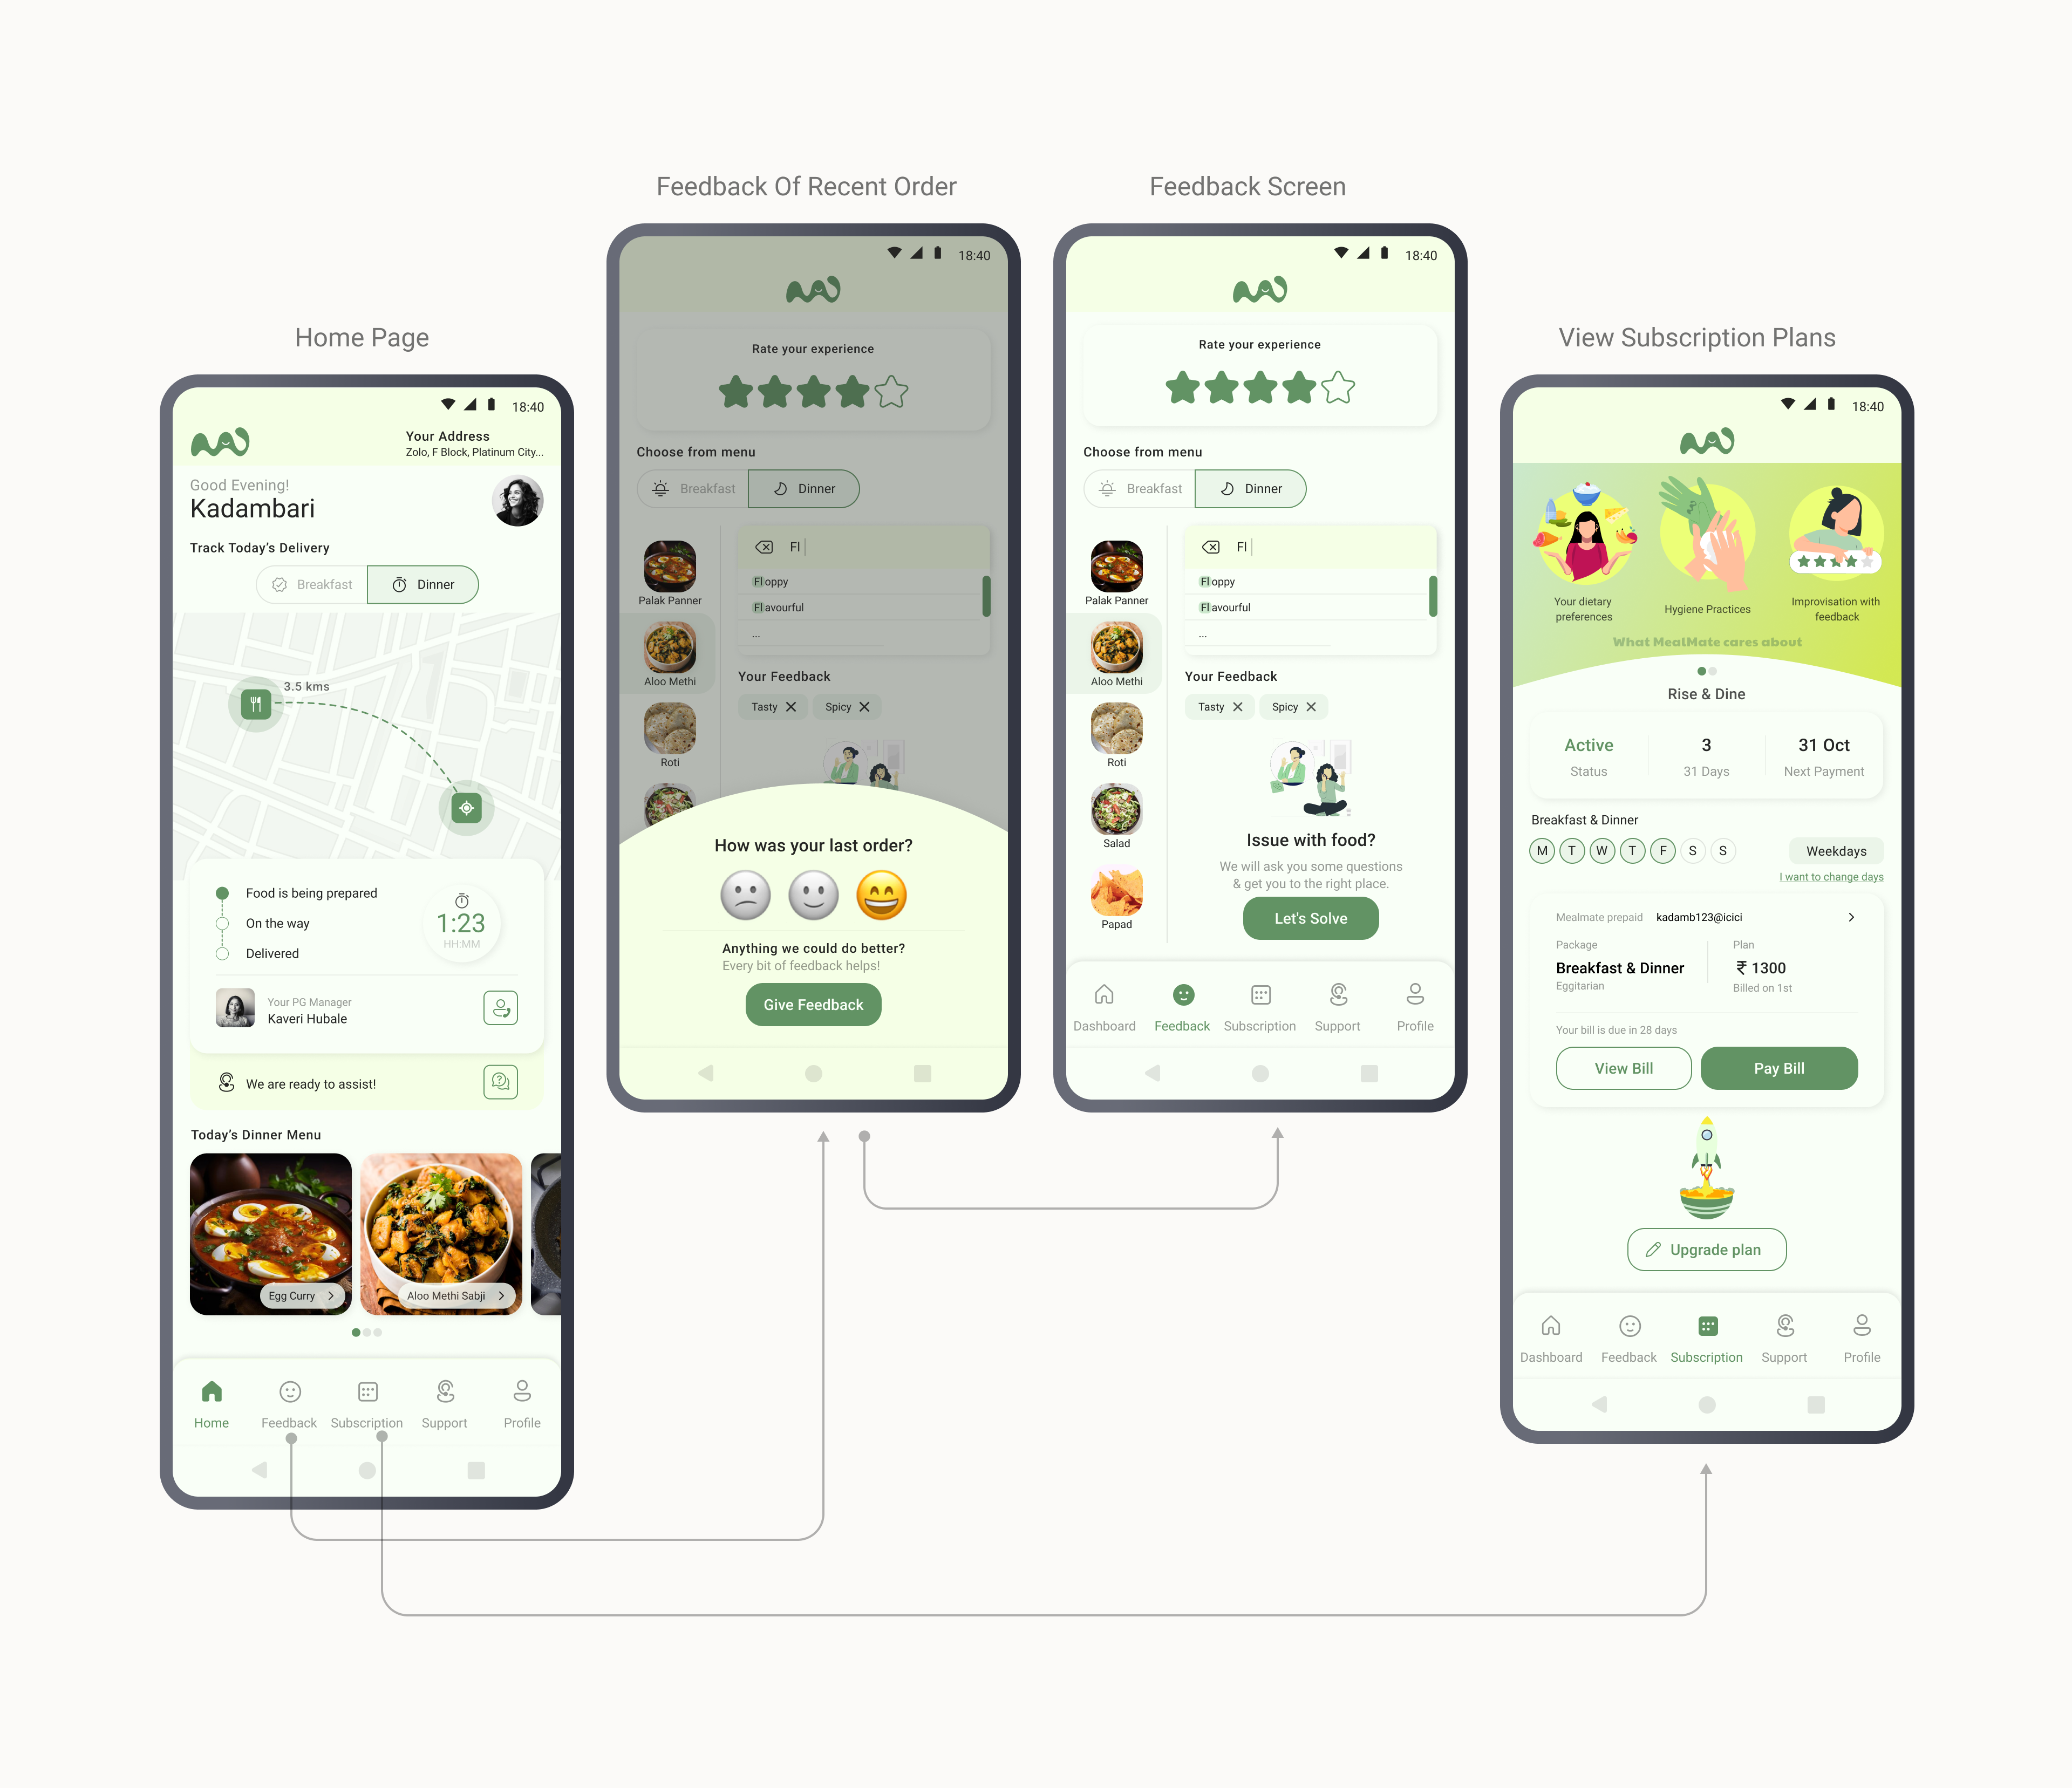 Home Page
18:40
Your Address
Zolo, F Block, Platinum City...
Good Evening!
Kadambari
Track Today's Delivery
Breakfast
Dinner
3.5 kms
Food is being prepared
On the way
Delivered
1:23
HH:MM
Your PG Manager
Kaveri Hubale
We are ready to assist!
Today's Dinner Menu
Egg Curry
Aloo Methi Sabji
Home
Feedback
Subscription
Support
Profile
Feedback Of Recent Order
18:40
Rate your experience
Choose from menu
Breakfast
Dinner
Palak Panner
Aloo Methi
Roti
Fl
Floppy
Flavourful
...
Your Feedback
Tasty
Spicy
How was your last order?
Anything we could do better?
Every bit of feedback helps!
Give Feedback
Feedback Screen
18:40
Rate your experience
Choose from menu
Breakfast
Dinner
Palak Panner
Aloo Methi
Roti
Salad
Papad
Fl
Floppy
Flavourful
...
Your Feedback
Tasty
Spicy
Issue with food?
We will ask you some questions
& get you to the right place.
Let's Solve
Dashboard
Feedback
Subscription
Support
Profile
View Subscription Plans
18:40
Your dietary
preferences
Hygiene Practices
Improvisation with
feedback
What MealMate cares about
Rise & Dine
Active
Status
3
31 Days
31 Oct
Next Payment
Breakfast & Dinner
M T W T F S S
Weekdays
I want to change days
Mealmate prepaid kadamb123@icici
Package
Breakfast & Dinner
Eggitarian
Plan
₹ 1300
Billed on 1st
Your bill is due in 28 days
View Bill
Pay Bill
Upgrade plan
Dashboard
Feedback
Subscription
Support
Profile